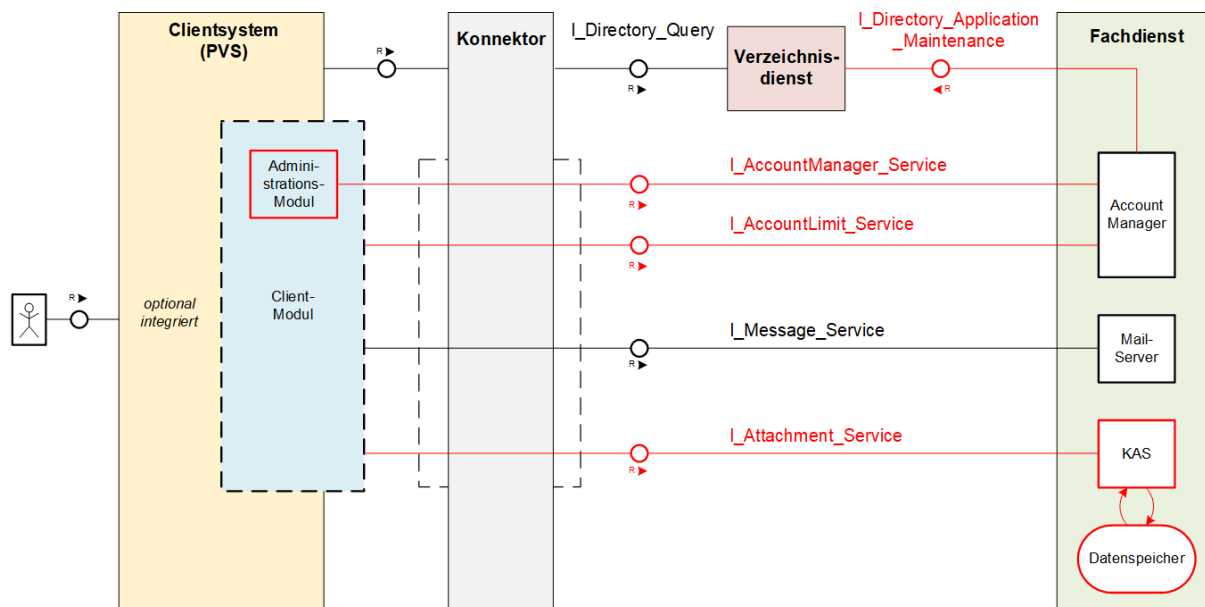 Clientsystem
(PVS)
Konnektor
I_Directory_Query
Verzeichnis-
dienst
I_Directory_Application
_Maintenance
Fachdienst
R
R
R
Admini-
strations-
Modul
I_AccountManager_Service
R
Account
Manager
I_AccountLimit_Service
R
R
optional
integriert
Client-
Modul
I_Message_Service
R
Mail-
Server
I_Attachment_Service
R
KAS
Datenspeicher